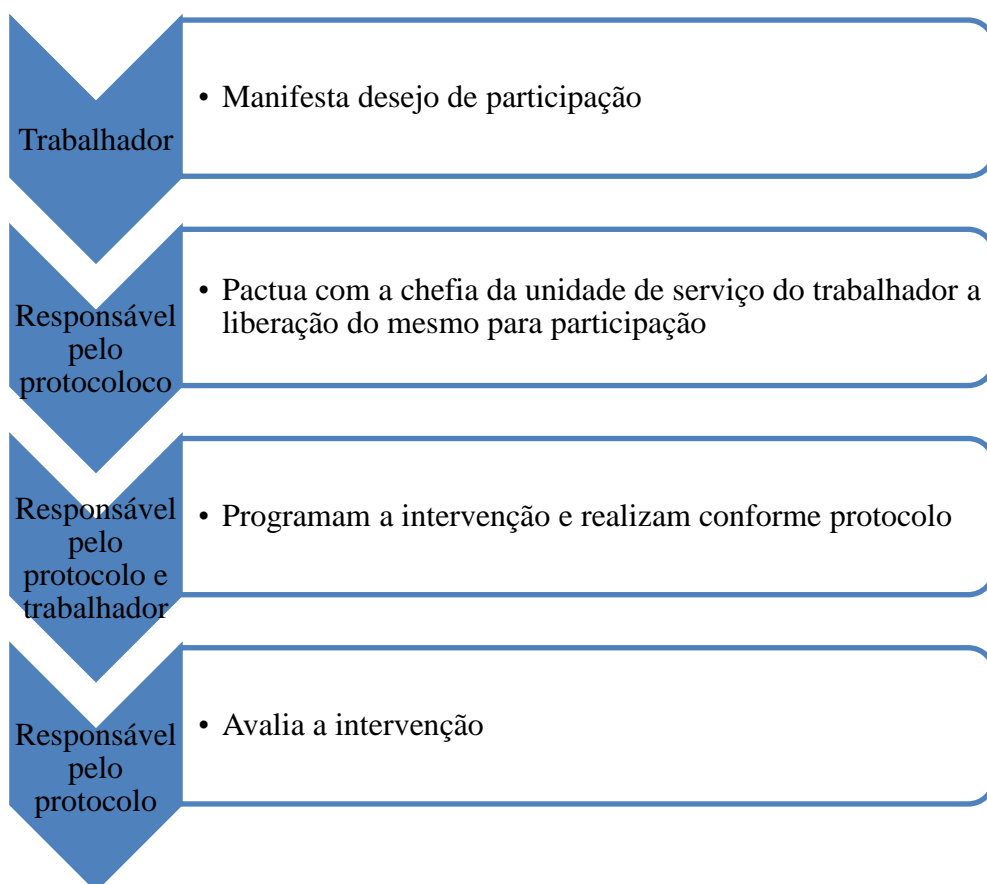 Trabalhador
• Manifesta desejo de participação
Responsável
pelo
protocoloco
• Pactua com a chefia da unidade de serviço do trabalhador a
liberação do mesmo para participação
Responsável
pelo
protocolo e
trabalhador
• Programam a intervenção e realizam conforme protocolo
Responsável
pelo
protocolo
• Avalia a intervenção